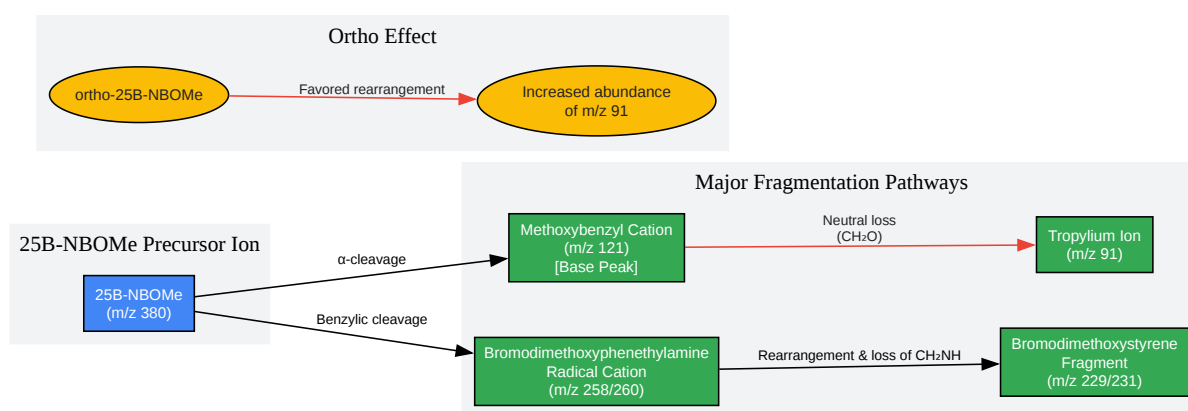 Ortho Effect
ortho-25B-NBOMe
Favored rearrangement
Increased abundance
of m/z 91
Major Fragmentation Pathways
25B-NBOMe Precursor Ion
25B-NBOMe
(m/z 380)
α-cleavage
Benzylic cleavage
Methoxybenzyl Cation
(m/z 121)
[Base Peak]
Neutral loss
(CH₂O)
Tropylium Ion
(m/z 91)
Bromodimethoxyphenethylamine
Radical Cation
(m/z 258/260)
Rearrangement & loss of CH₂NH
Bromodimethoxystyrene
Fragment
(m/z 229/231)